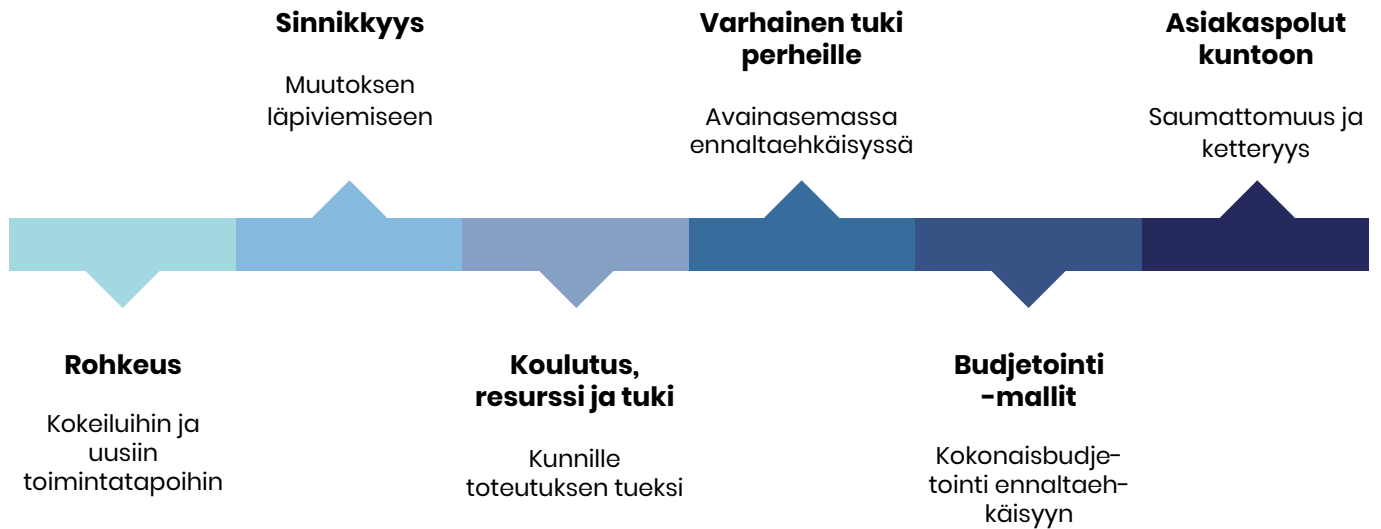 Sinnikkyys
Muutoksen
läpiviemiseen
Varhainen tuki
perheille
Avainasemassa
ennaltaehkäisyssä
Asiakaspolut
kuntoon
Saumattomuus ja
ketteryys
Rohkeus
Kokeiluihin ja
uusiin
toimintatapoihin
Koulutus,
resurssi ja tuki
Kunnille
toteutuksen tueksi
Budjetointi
-mallit
Kokonaisbudje-
tointi ennaltaeh-
käisyyn